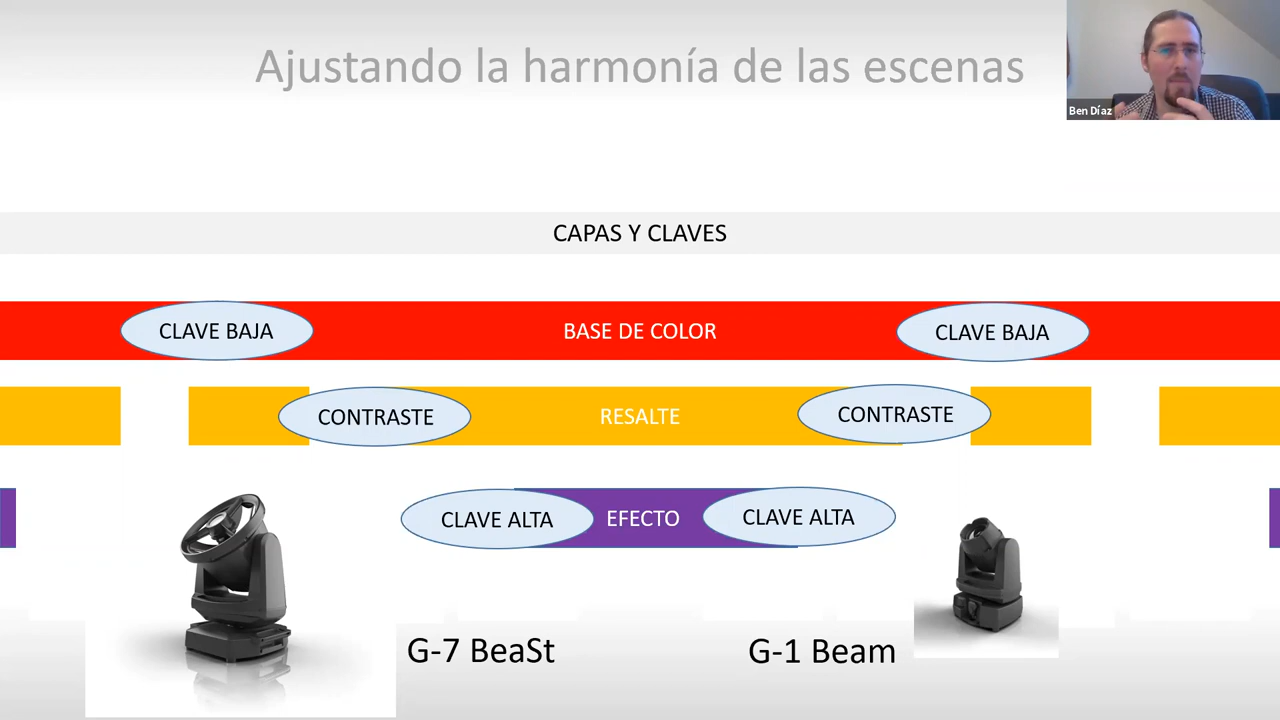 Ajustando la harmonía de las escenas
Ben Díaz
CAPAS Y CLAVES
CLAVE BAJA BASE DE COLOR CLAVE BAJA
CONTRASTE RESALTE CONTRASTE
CLAVE ALTA EFECTO CLAVE ALTA
G-7 BeaSt G-1 Beam